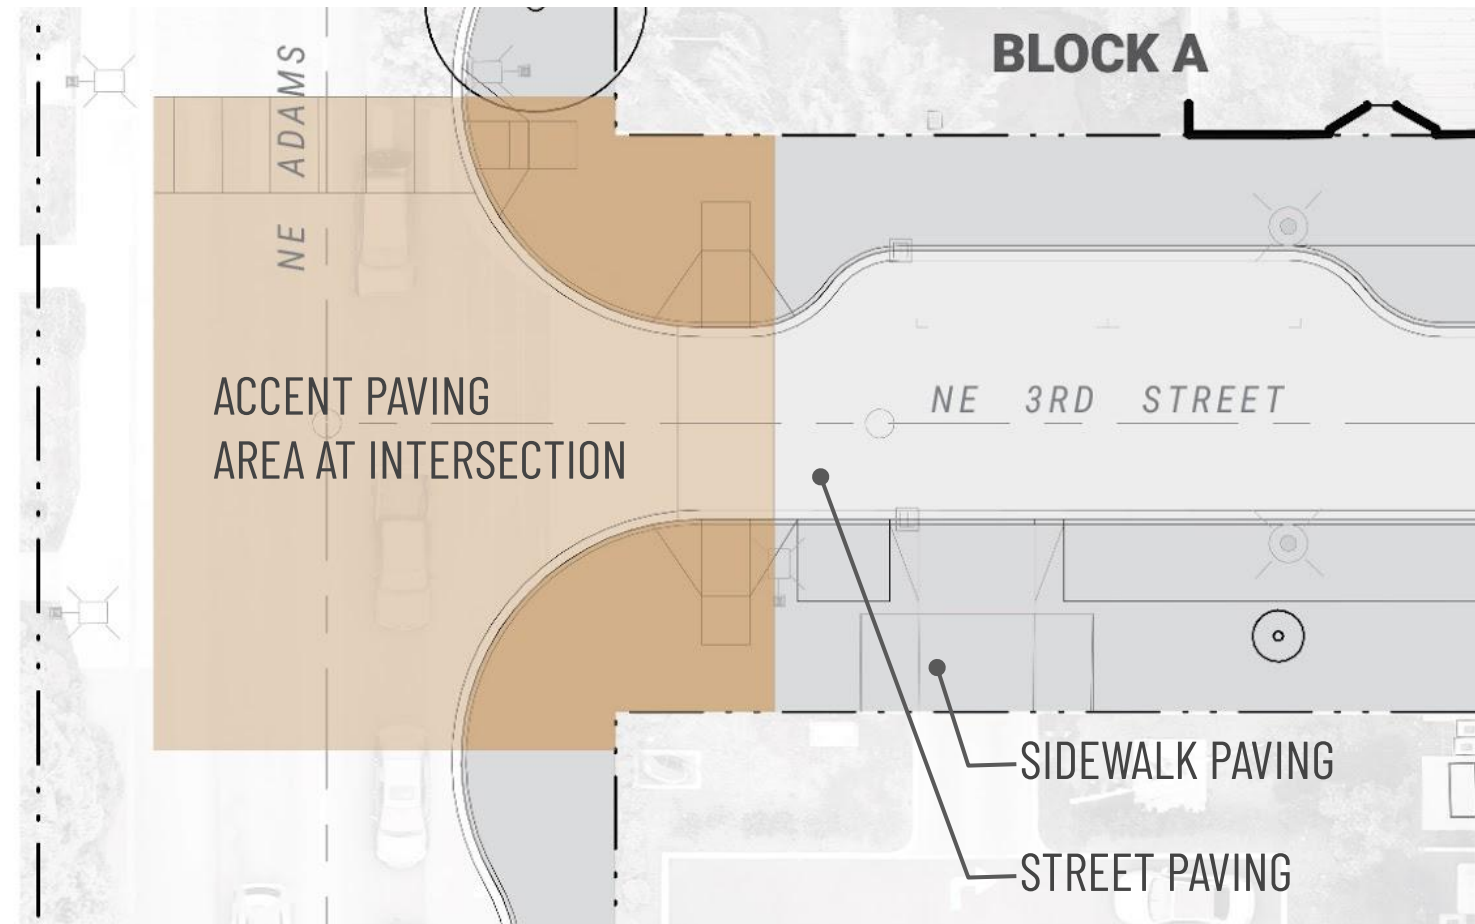 BLOCK A
NE ADAMS
NE 3RD STREET
ACCENT PAVING
AREA AT INTERSECTION
SIDEWALK PAVING
STREET PAVING